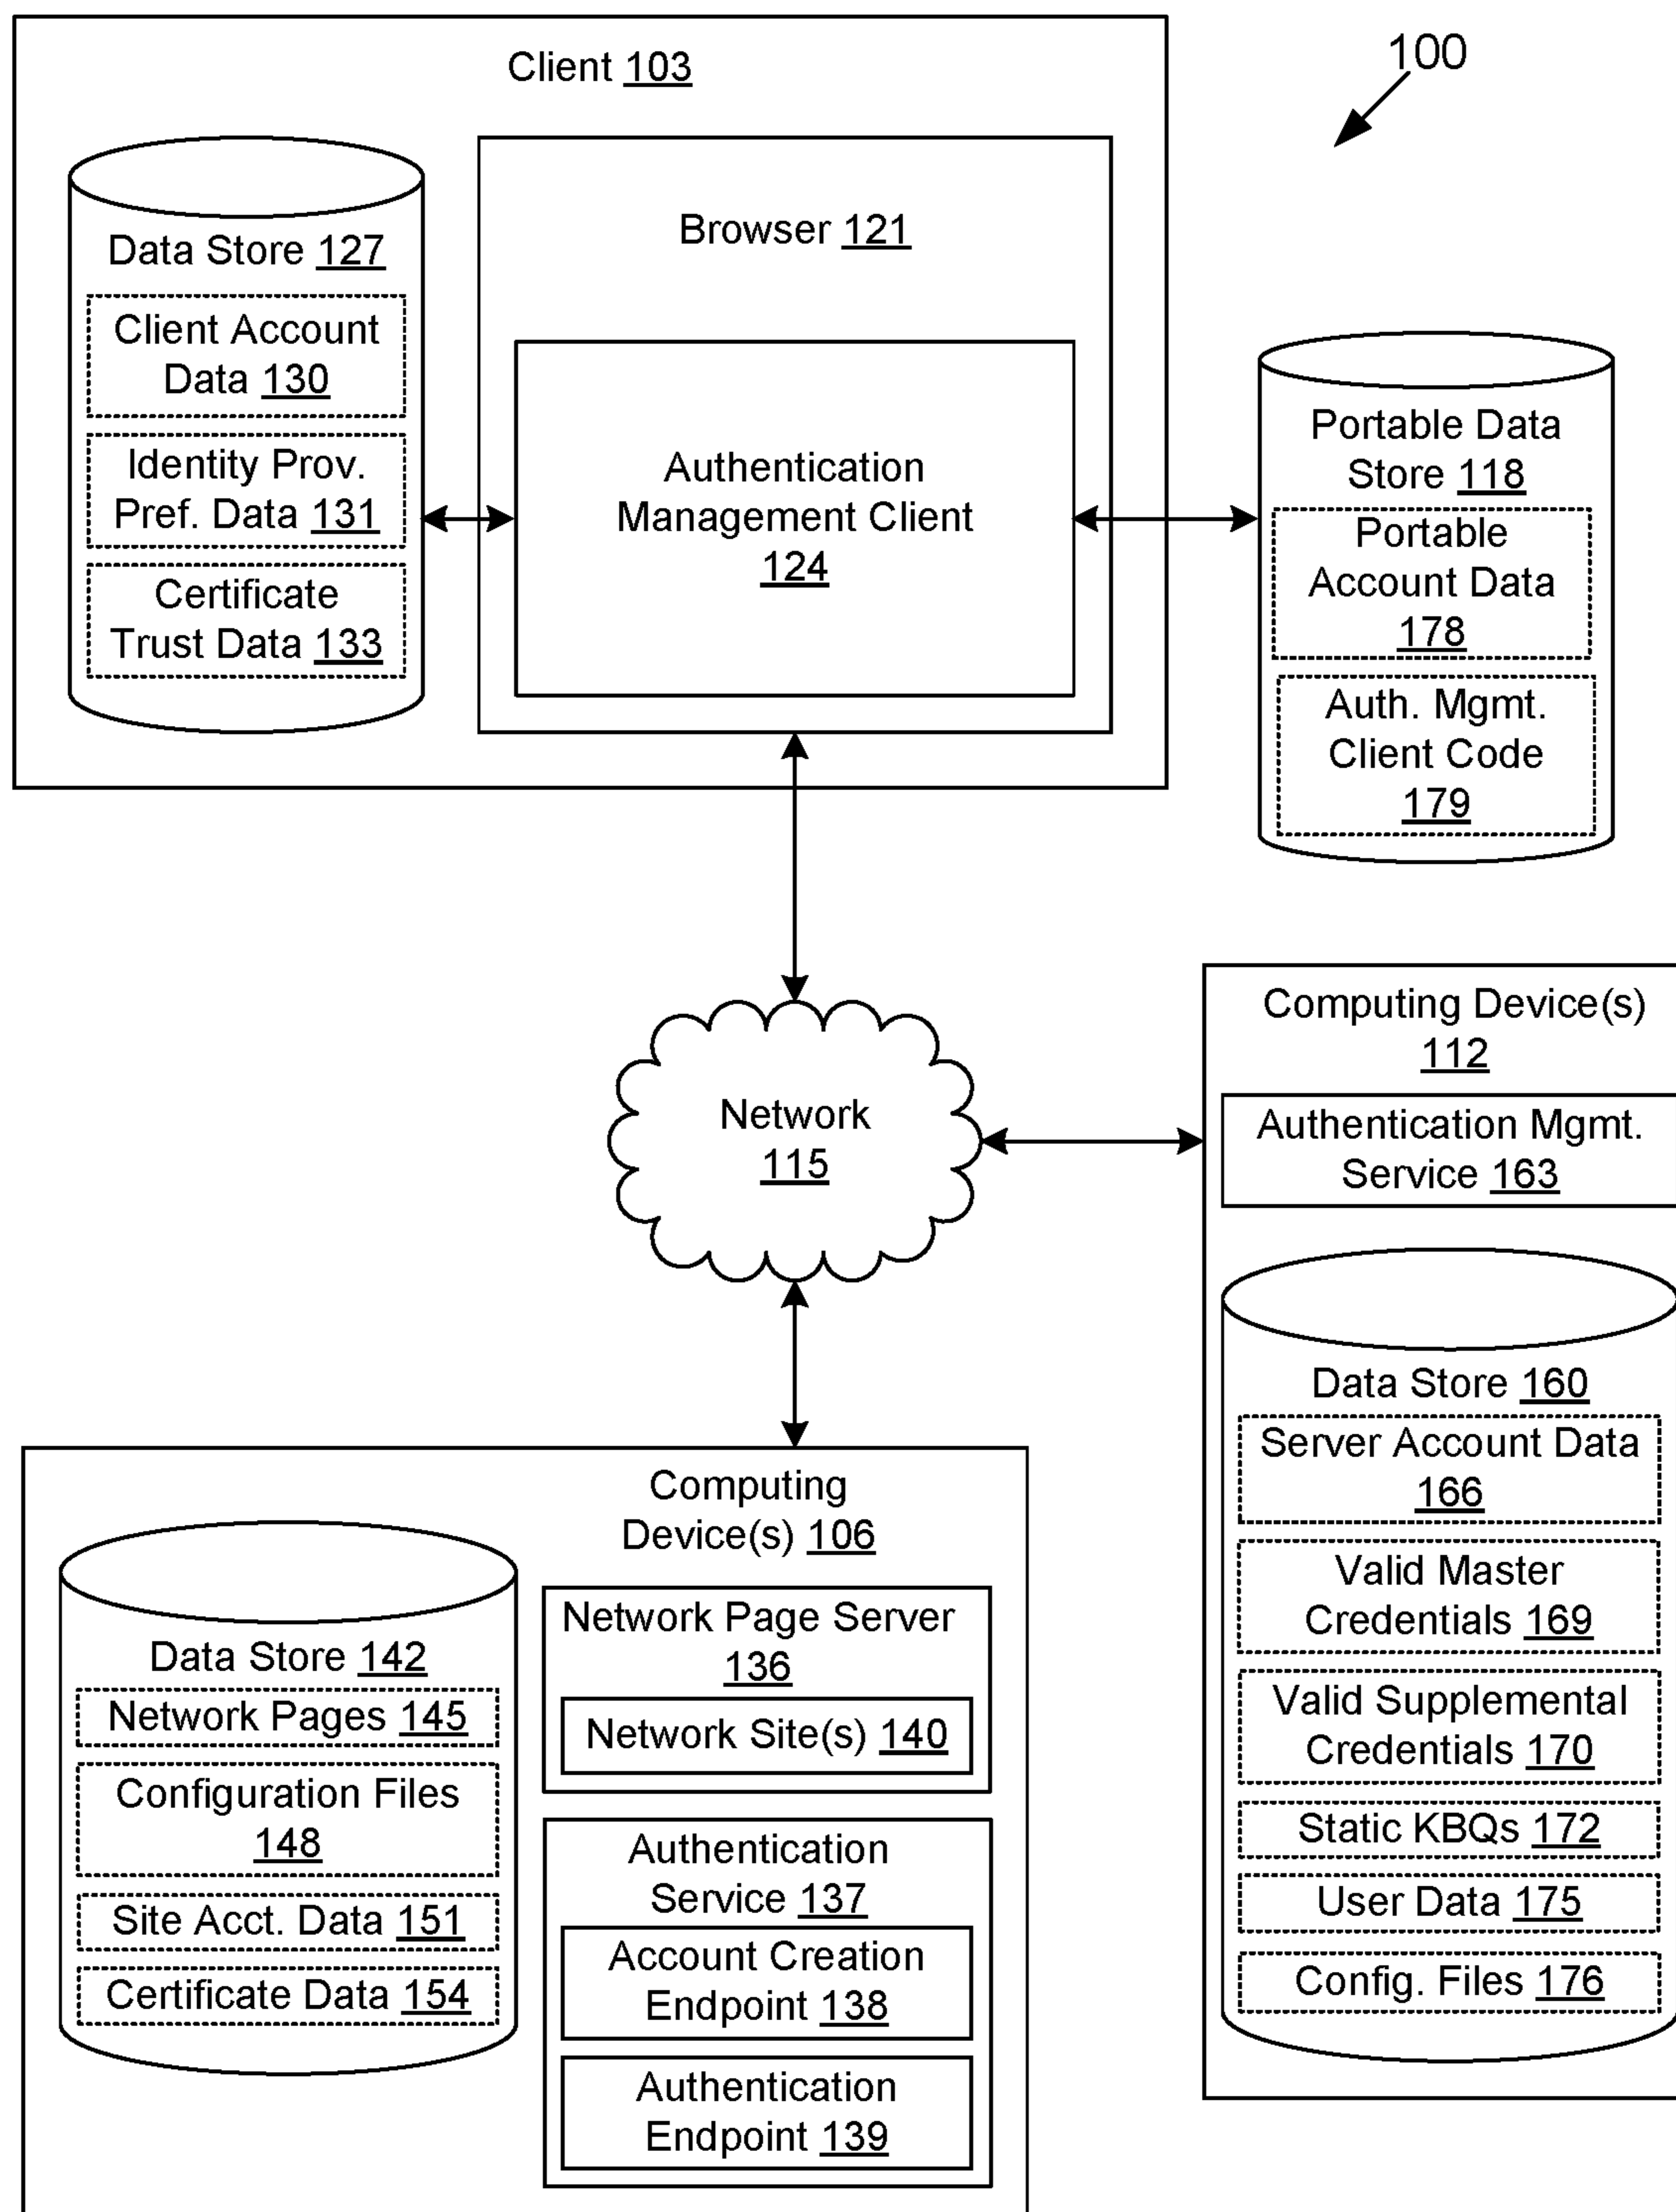 100
Client 103
Data Store 127
Client Account
Data 130
Identity Prov.
Pref. Data 131
Certificate
Trust Data 133
Browser 121
Authentication
Management Client
124
Portable Data
Store 118
Portable
Account Data
178
Auth. Mgmt.
Client Code
179
Network
115
Computing Device(s)
112
Authentication Mgmt.
Service 163
Data Store 160
Server Account Data
166
Valid Master
Credentials 169
Valid Supplemental
Credentials 170
Static KBQs 172
User Data 175
Config. Files 176
Computing
Device(s) 106
Data Store 142
Network Pages 145
Configuration Files
148
Site Acct. Data 151
Certificate Data 154
Network Page Server
136
Network Site(s) 140
Authentication
Service 137
Account Creation
Endpoint 138
Authentication
Endpoint 139